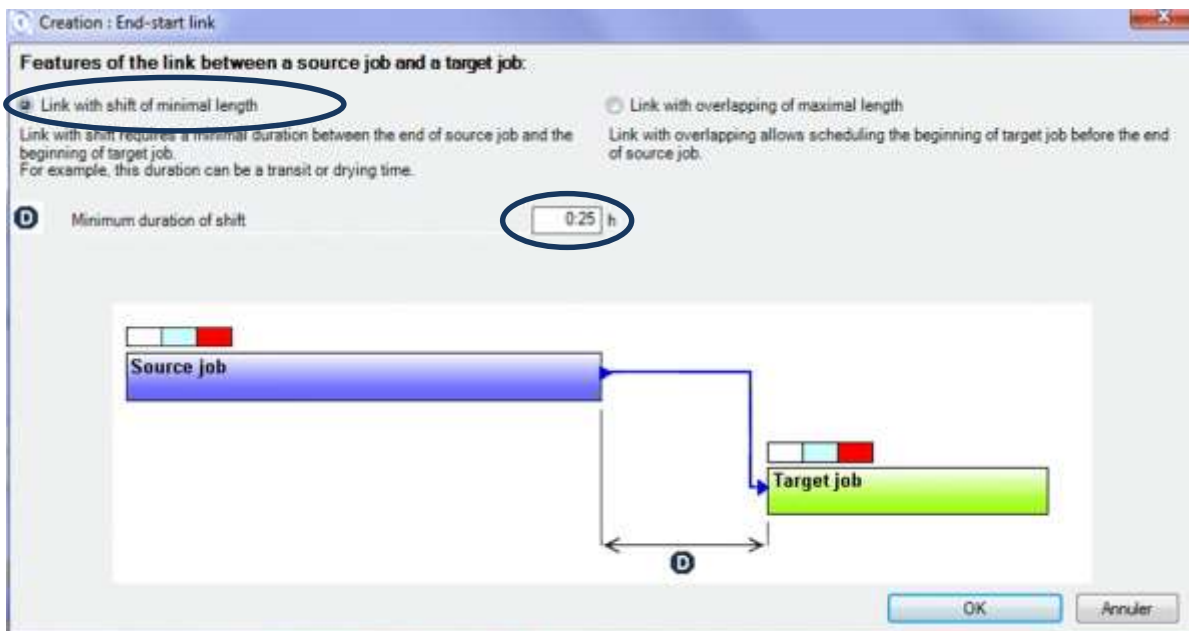 Creation : End-start link
Features of the link between a source job and a target job:
Link with shift of minimal length
Link with overlapping of maximal length
Link with shift requires a minimal duration between the end of source job and the
beginning of target job.
For example, this duration can be a transit or drying time.
Link with overlapping allows scheduling the beginning of target job before the end
of source job.
D Minimum duration of shift 0:25 h
Source job
Target job
D
OK Annuler